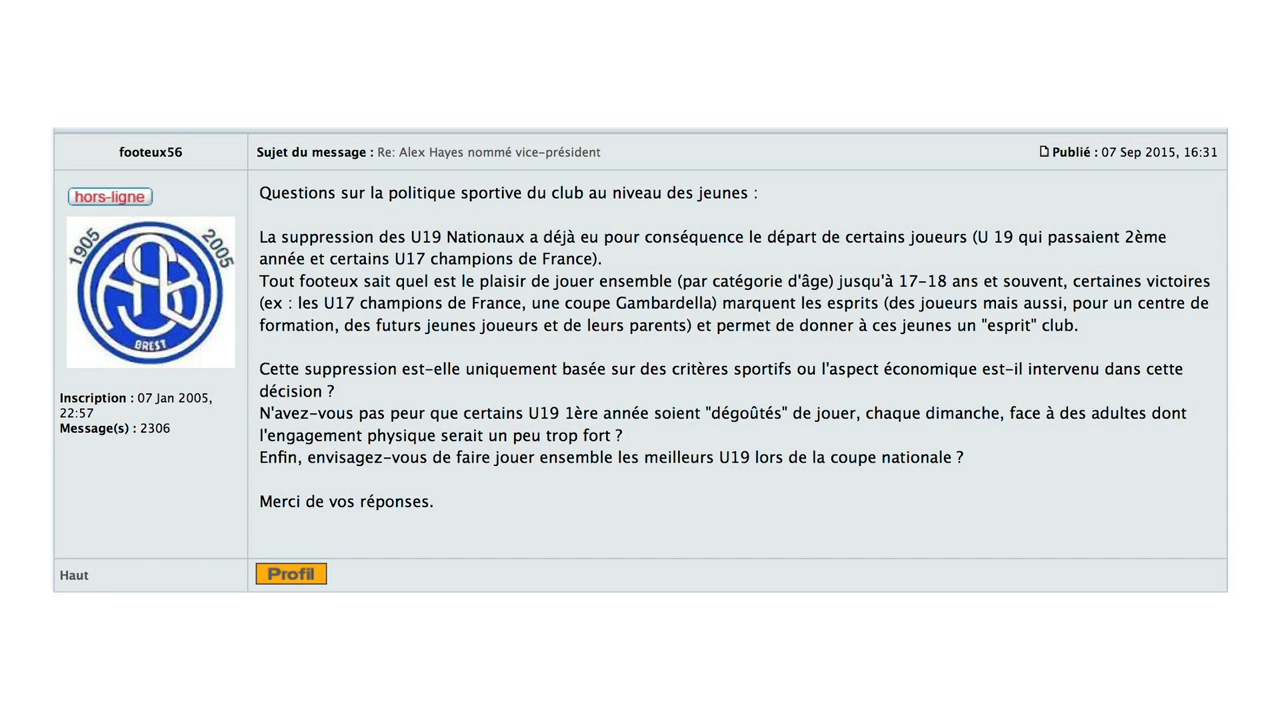 footeux56
Sujet du message : Re: Alex Hayes nommé vice-président
Publié : 07 Sep 2015, 16:31
hors-ligne
1905
2005
ASB
BREST
Inscription : 07 Jan 2005,
22:57
Message(s) : 2306
Questions sur la politique sportive du club au niveau des jeunes :
La suppression des U19 Nationaux a déjà eu pour conséquence le départ de certains joueurs (U 19 qui passaient 2ème
année et certains U17 champions de France).
Tout footeux sait quel est le plaisir de jouer ensemble (par catégorie d'âge) jusqu'à 17-18 ans et souvent, certaines victoires
(ex : les U17 champions de France, une coupe Gambardella) marquent les esprits (des joueurs mais aussi, pour un centre de
formation, des futurs jeunes joueurs et de leurs parents) et permet de donner à ces jeunes un "esprit" club.
Cette suppression est-elle uniquement basée sur des critères sportifs ou l'aspect économique est-il intervenu dans cette
décision ?
N'avez-vous pas peur que certains U19 1ère année soient "dégoûtés" de jouer, chaque dimanche, face à des adultes dont
l'engagement physique serait un peu trop fort ?
Enfin, envisagez-vous de faire jouer ensemble les meilleurs U19 lors de la coupe nationale ?
Merci de vos réponses.
Haut
Profil